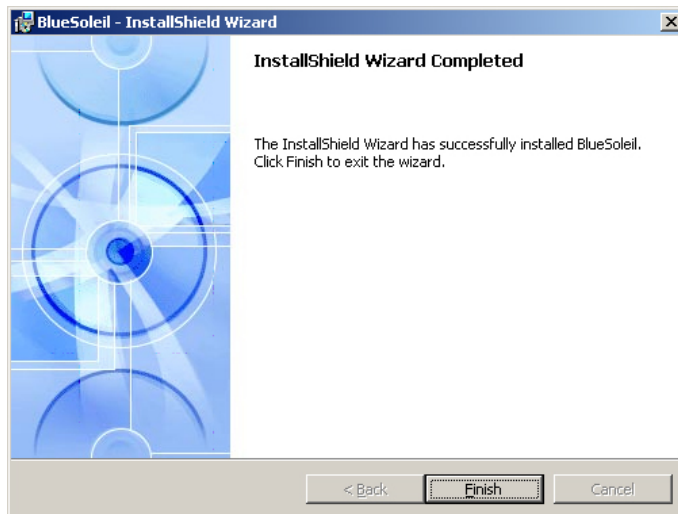 BlueSoleil - InstallShield Wizard
InstallShield Wizard Completed
The InstallShield Wizard has successfully installed BlueSoleil.
Click Finish to exit the wizard.
< Back
Finish
Cancel